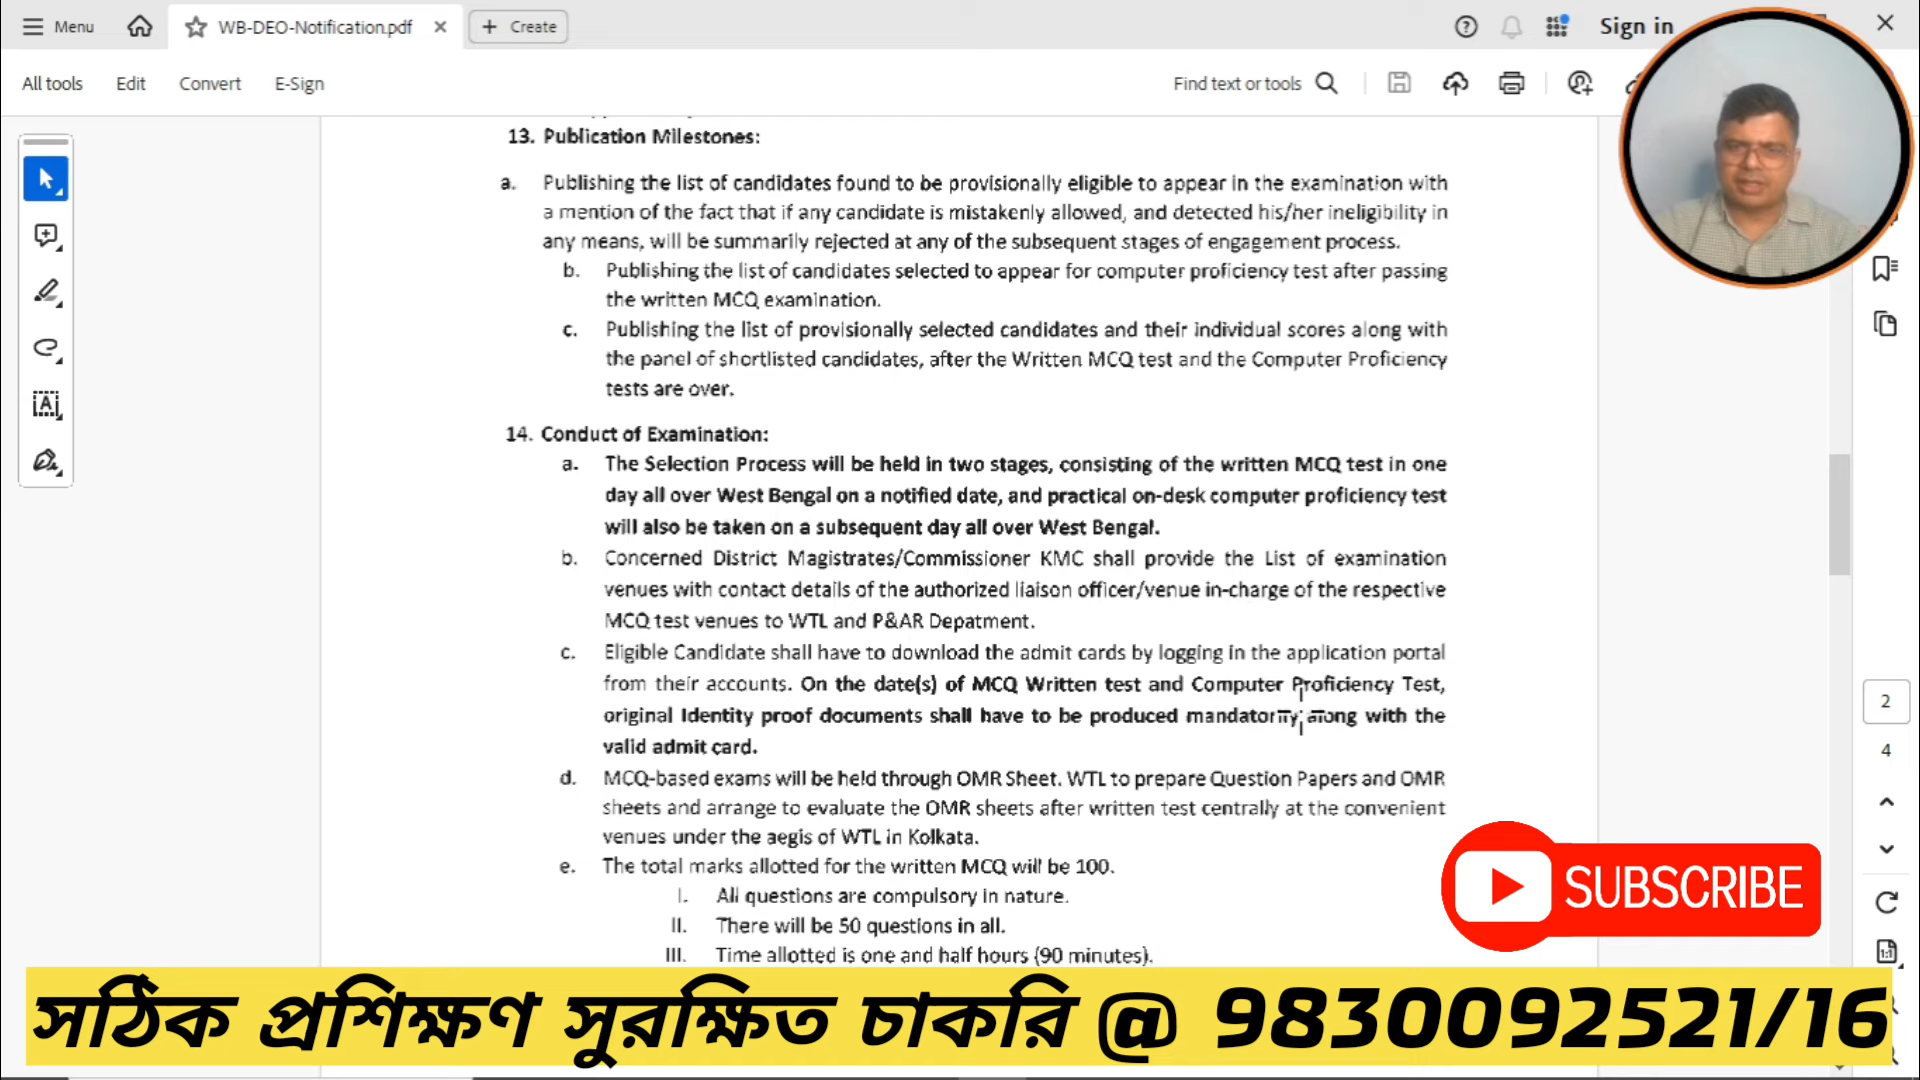 Menu
WB-DEO-Notification.pdf
Create
Sign in
All tools
Edit
Convert
E-Sign
Find text or tools
13. Publication Milestones:
a. Publishing the list of candidates found to be provisionally eligible to appear in the examination with
a mention of the fact that if any candidate is mistakenly allowed, and detected his/her ineligibility in
any means, will be summarily rejected at any of the subsequent stages of engagement process.
b. Publishing the list of candidates selected to appear for computer proficiency test after passing
the written MCQ examination.
c. Publishing the list of provisionally selected candidates and their individual scores along with
the panel of shortlisted candidates, after the Written MCQ test and the Computer Proficiency
tests are over.
14. Conduct of Examination:
a. The Selection Process will be held in two stages, consisting of the written MCQ test in one
day all over West Bengal on a notified date, and practical on-desk computer proficiency test
will also be taken on a subsequent day all over West Bengal.
b. Concerned District Magistrates/Commissioner KMC shall provide the List of examination
venues with contact details of the authorized liaison officer/venue in-charge of the respective
MCQ test venues to WTL and P&AR Depatment.
c. Eligible Candidate shall have to download the admit cards by logging in the application portal
from their accounts. On the date(s) of MCQ Written test and Computer Proficiency Test,
original Identity proof documents shall have to be produced mandatorily along with the
valid admit card.
d. MCQ-based exams will be held through OMR Sheet. WTL to prepare Question Papers and OMR
sheets and arrange to evaluate the OMR sheets after written test centrally at the convenient
venues under the aegis of WTL in Kolkata.
e. The total marks allotted for the written MCQ will be 100.
I. All questions are compulsory in nature.
II. There will be 50 questions in all.
III. Time allotted is one and half hours (90 minutes).
2
4
SUBSCRIBE
সঠিক প্রশিক্ষণ সুরক্ষিত চাকরি @ 9830092521/16